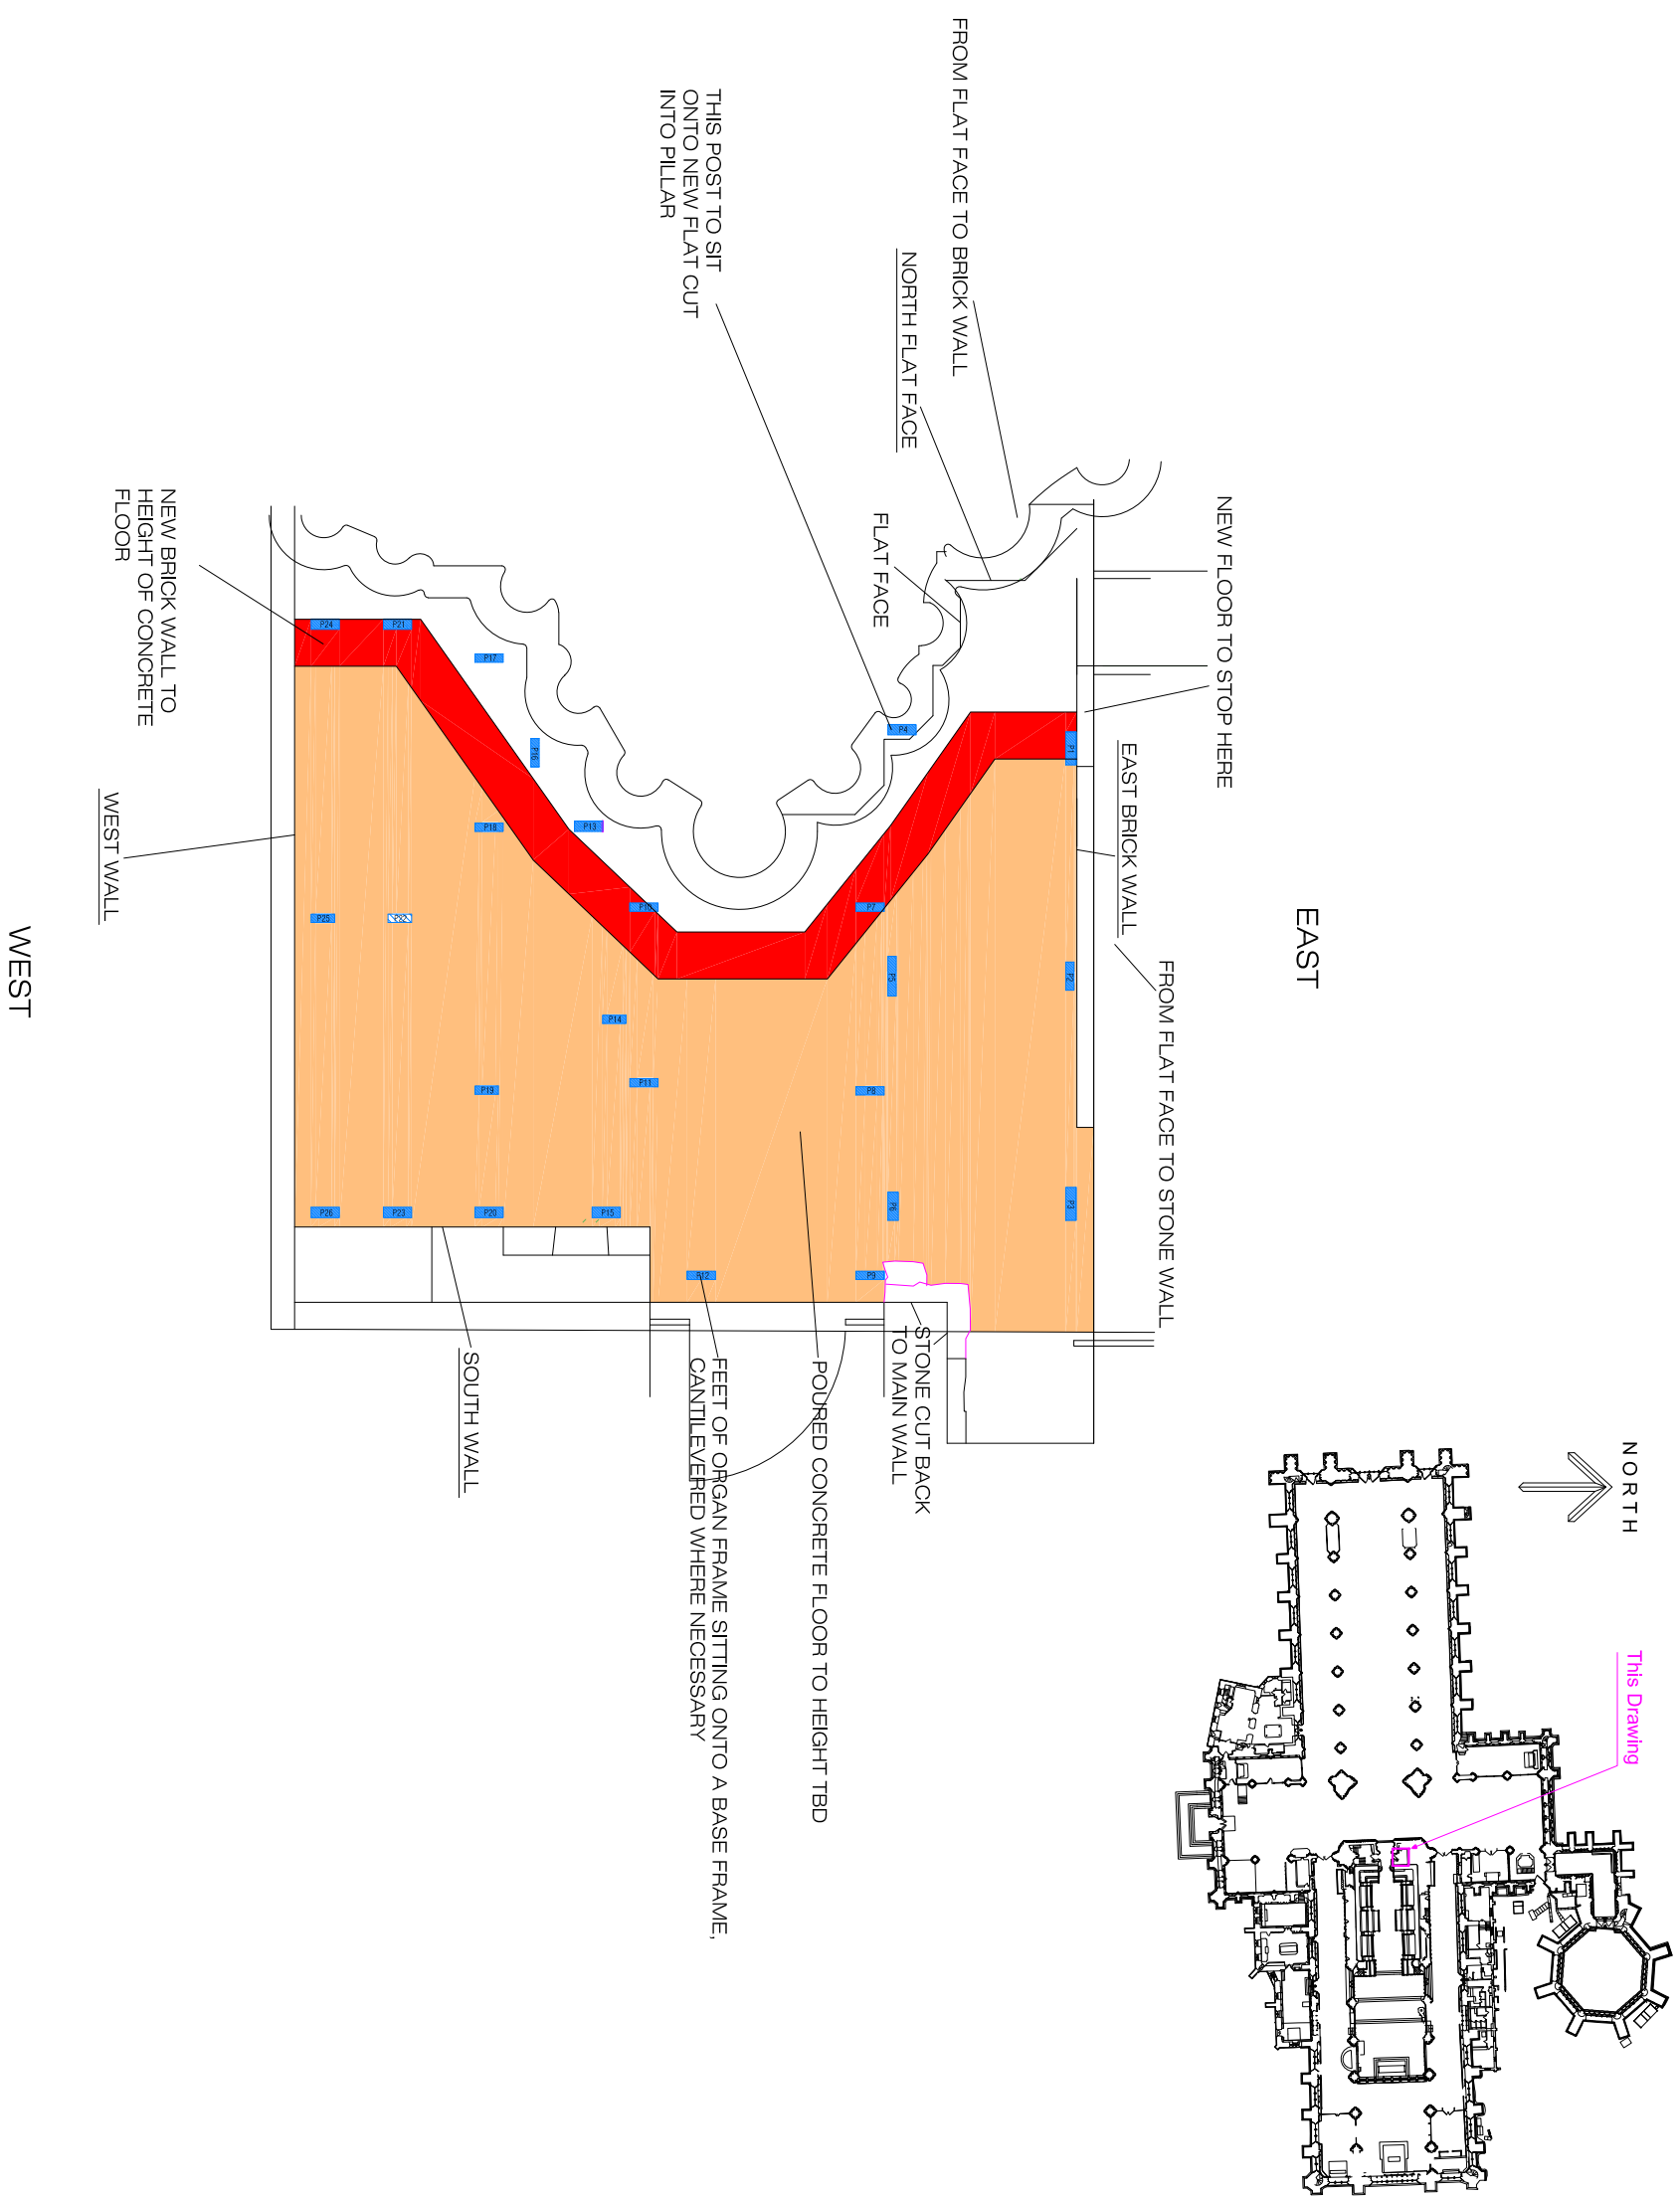 FROM FLAT FACE TO BRICK WALL
NORTH FLAT FACE
THIS POST TO SIT
ONTO NEW FLAT CUT
INTO PILLAR
FLAT FACE
NEW FLOOR TO STOP HERE
EAST BRICK WALL
EAST
FROM FLAT FACE TO STONE WALL
NEW BRICK WALL TO
HEIGHT OF CONCRETE
FLOOR
WEST WALL
WEST
P24
P21
P17
P16
P18
P13
P4
P1
P10
P7
P25
P22
P5
P2
P14
P11
P19
P8
P26
P23
P20
P15
P6
P3
P12
P9
SOUTH WALL
STONE CUT BACK
TO MAIN WALL
POURED CONCRETE FLOOR TO HEIGHT TBD
FEET OF ORGAN FRAME SITTING ONTO A BASE FRAME,
CANTILEVERED WHERE NECESSARY
NORTH
This Drawing